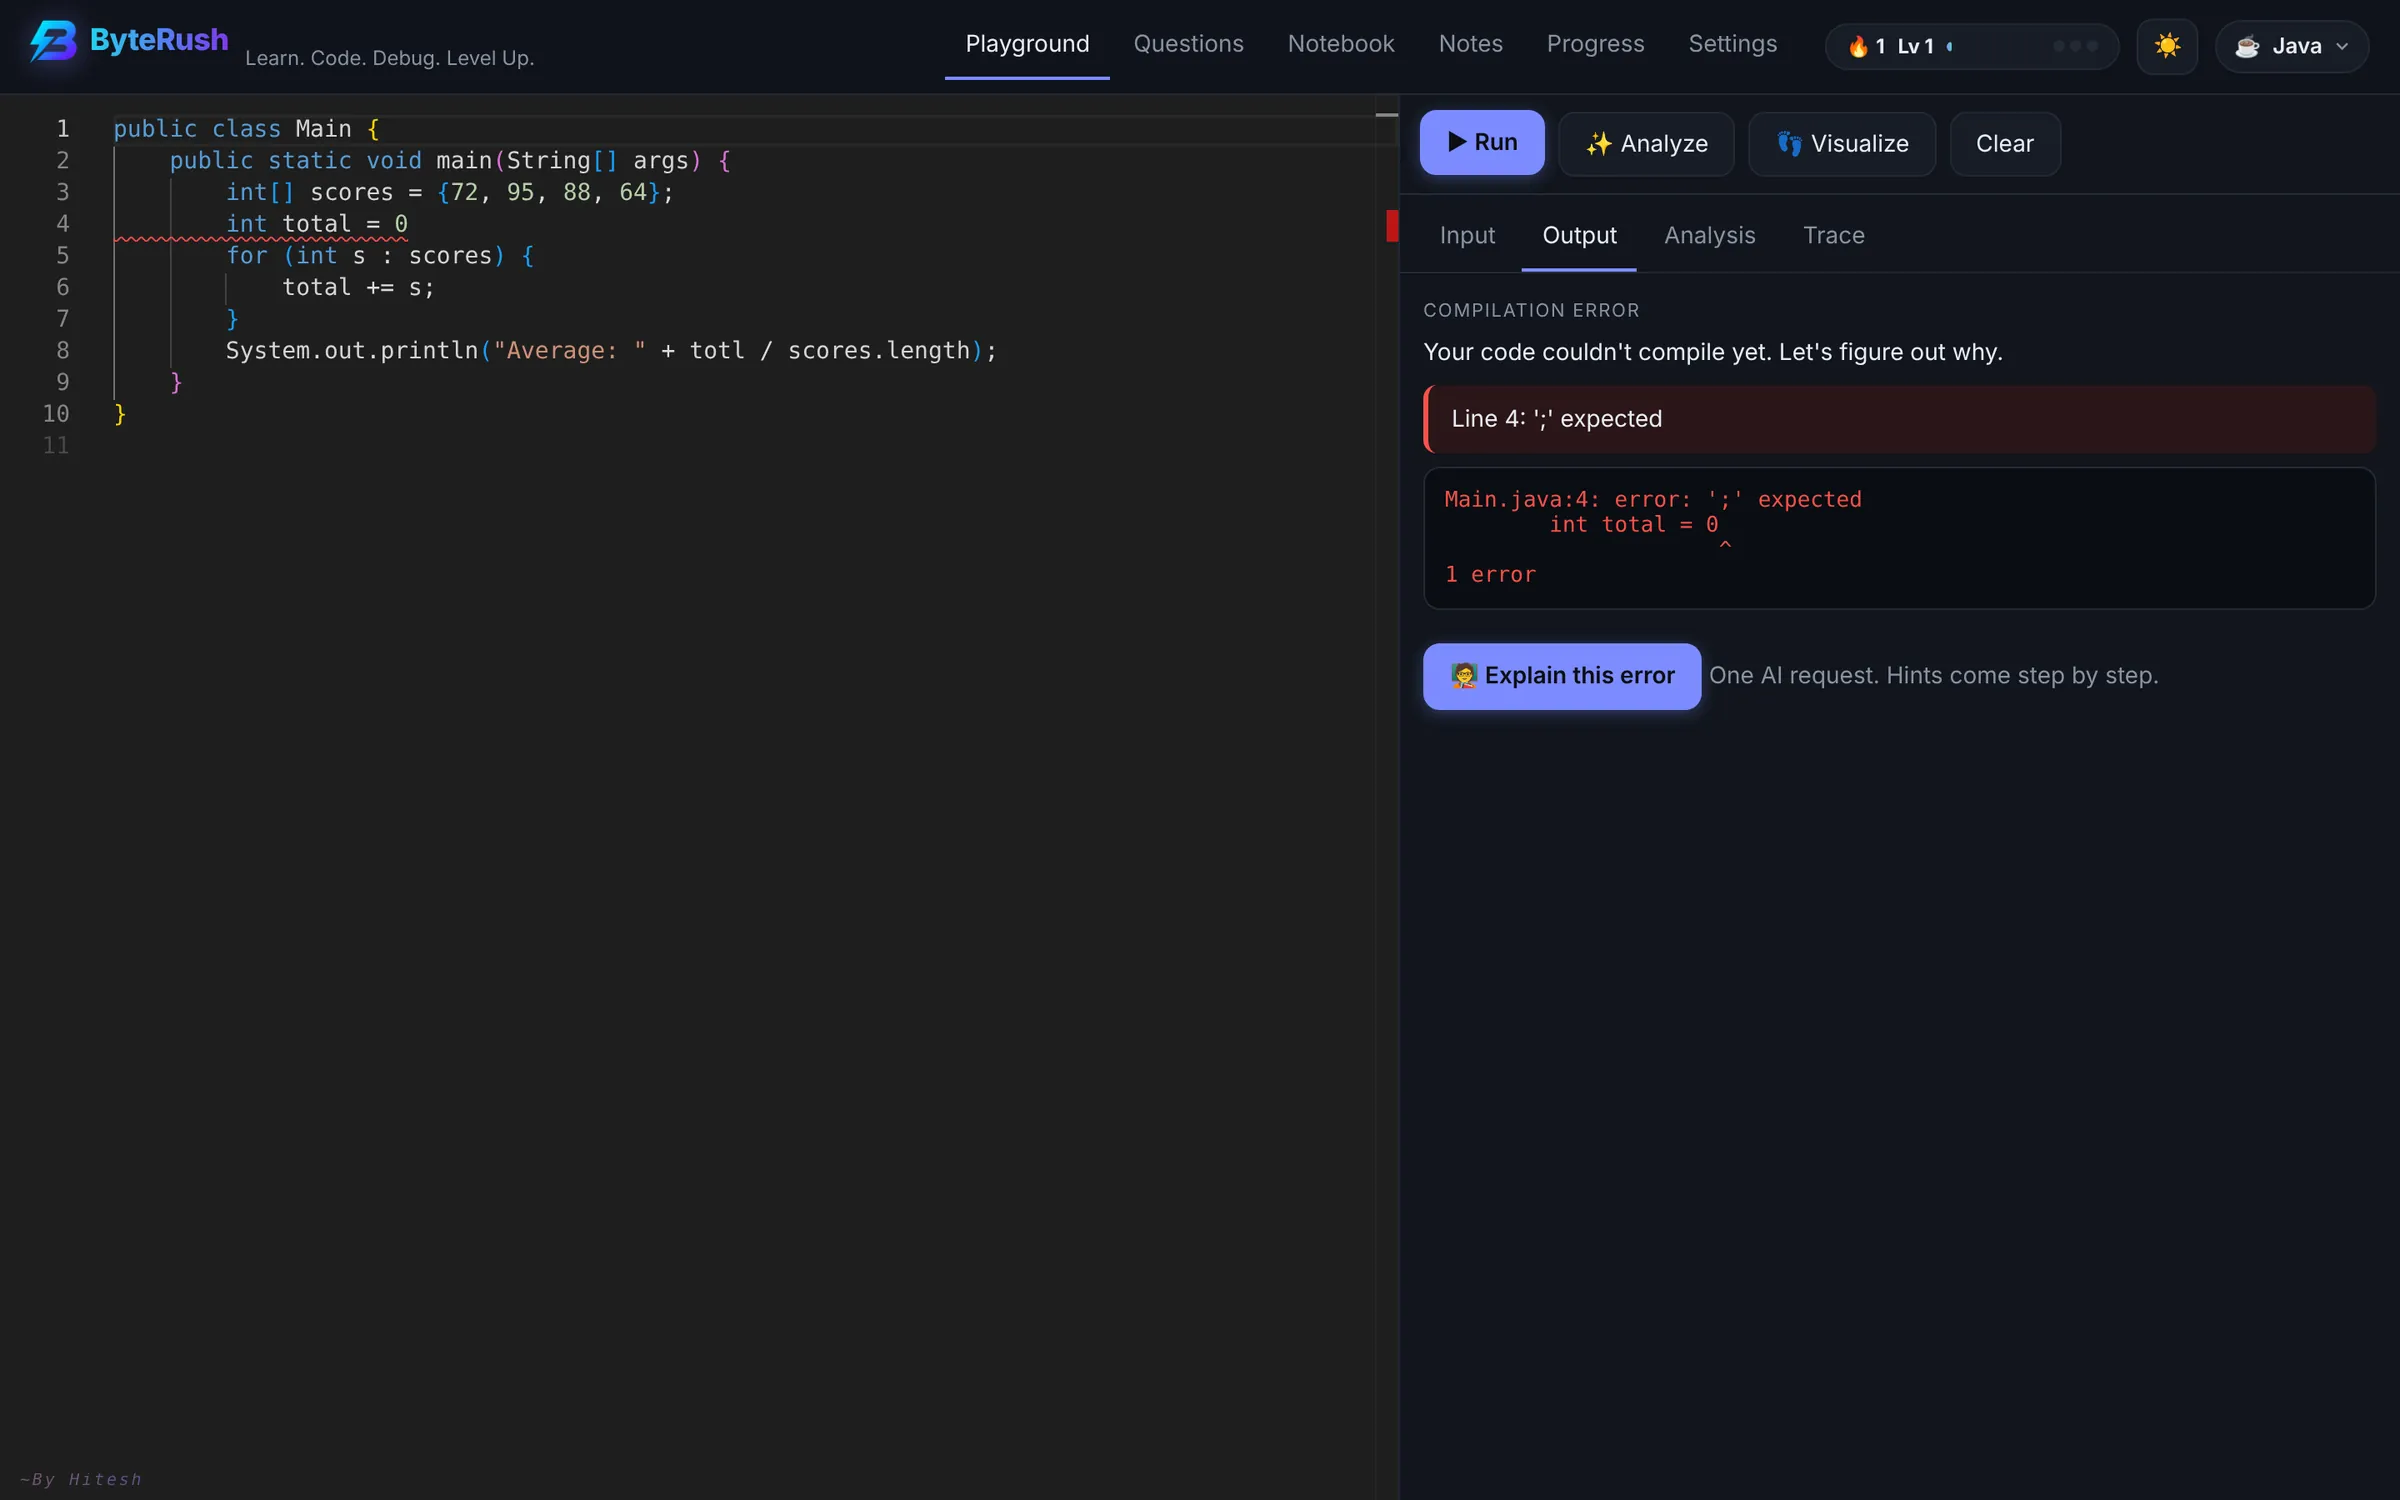 ByteRush Learn. Code. Debug. Level Up. Playground Questions Notebook Notes Progress Settings 1 Lv 1 Java
1 public class Main {
2     public static void main(String[] args) {
3         int[] scores = {72, 95, 88, 64};
4         int total = 0
5         for (int s : scores) {
6             total += s;
7         }
8         System.out.println("Average: " + totl / scores.length);
9     }
10 }
11
~By Hitesh
Run Analyze Visualize Clear
Input Output Analysis Trace
COMPILATION ERROR
Your code couldn't compile yet. Let's figure out why.
Line 4: ';' expected
Main.java:4: error: ';' expected
        int total = 0
                     ^
1 error
Explain this error One AI request. Hints come step by step.